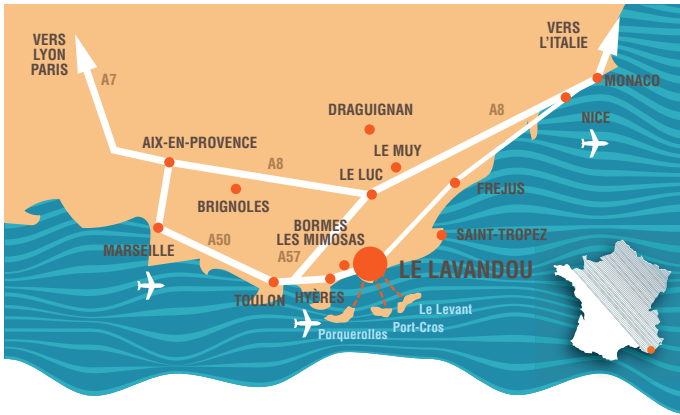 VERS
LYON
PARIS
VERS
L'ITALIE
A7
MONACO
DRAGUIGNAN
A8
NICE
AIX-EN-PROVENCE
LE MUY
A8
LE LUC
FREJUS
BRIGNOLES
BORMES
LES MIMOSAS
SAINT-TROPEZ
MARSEILLE
A50
A57
LE LAVANDOU
TOULON
HYÈRES
Le Levant
Port-Cros
Porquerolles